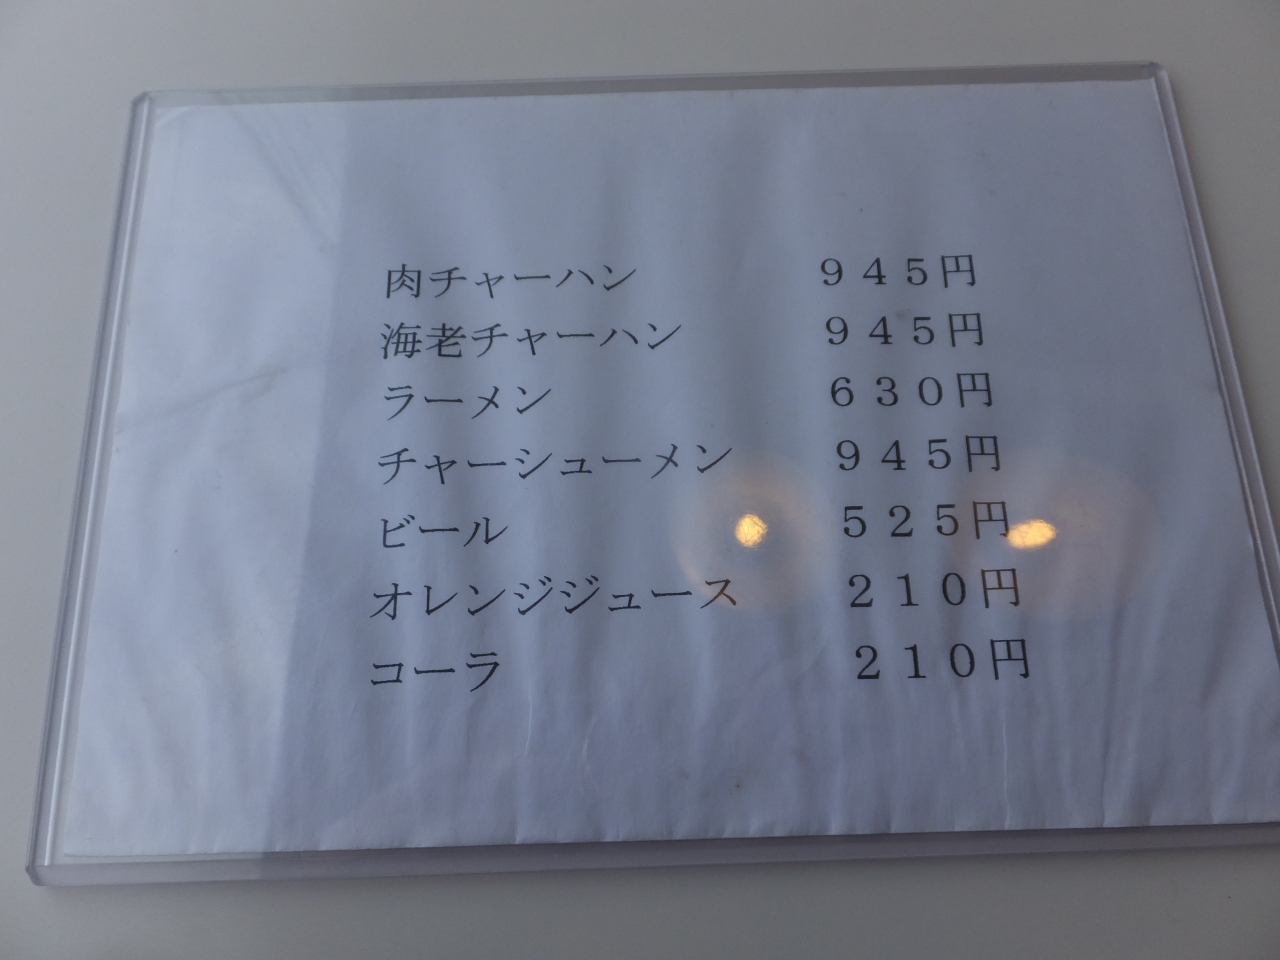 肉チャーハン ９４５円
海老チャーハン ９４５円
ラーメン ６３０円
チャーシューメン ９４５円
ビール ５２５円
オレンジジュース ２１０円
コーラ ２１０円